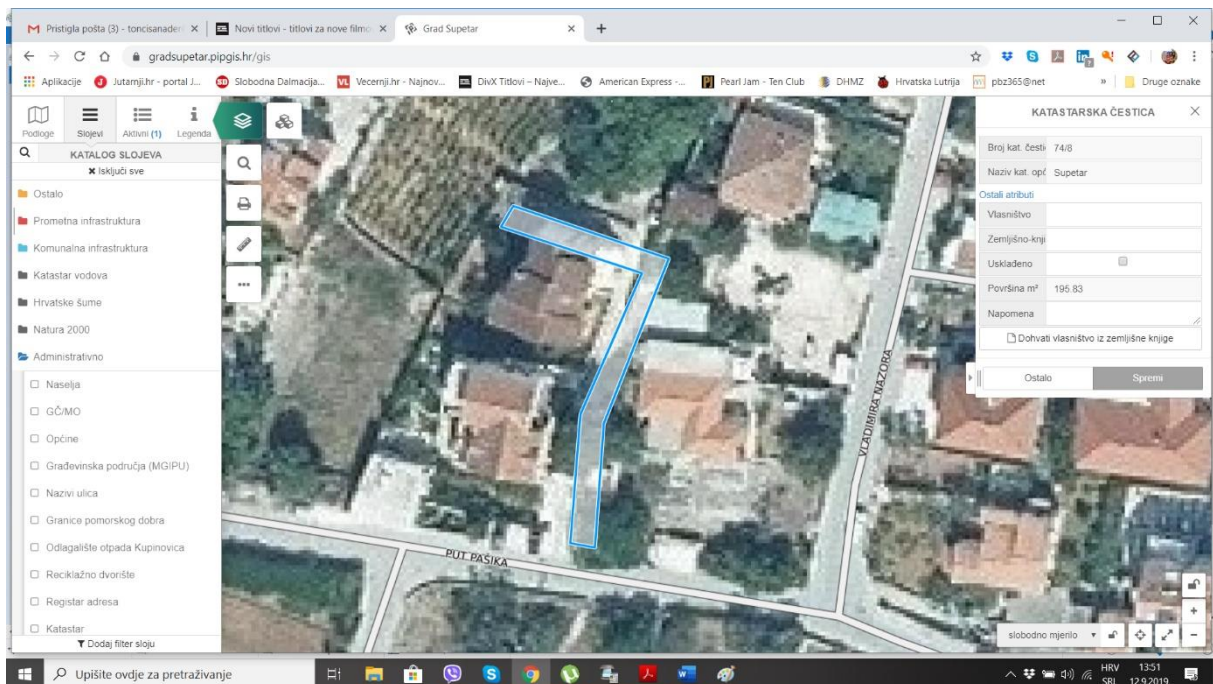 Pristigla pošta (3) - toncisanader
Novi titlovi - titlovi za nove filmo
Grad Supetar
gradsupetar.pipgis.hr/gis
Aplikacije
Jutarnji.hr - portal J...
Slobodna Dalmacija...
Vecernji.hr - Najnov...
DivX Titlovi – Najve...
American Express -...
Pearl Jam - Ten Club
DHMZ
Hrvatska Lutrija
pbz365@net
»
Druge oznake
Podloge
Slojevi
Aktivni (1)
Legenda
KATALOG SLOJEVA
Isključi sve
Ostalo
Prometna infrastruktura
Komunalna infrastruktura
Katastar vodova
Hrvatske šume
Natura 2000
Administrativno
Naselja
GČ/MO
Općine
Građevinska područja (MGIPU)
Nazivi ulica
Granice pomorskog dobra
Odlagalište otpada Kupinovica
Reciklažno dvorište
Registar adresa
Katastar
Dodaj filter sloju
PUT PAŠIKA
VLADIMIRA NAZORA
KATASTARSKA ČESTICA
Broj kat. čestic 74/8
Naziv kat. opć Supetar
Ostali atributi
Vlasništvo
Zemljišno-knji
Usklađeno
Površina m² 195.83
Napomena
Dohvati vlasništvo iz zemljišne knjige
Ostalo
Spremi
slobodno mjerilo
Upišite ovdje za pretraživanje
HRV 13:51
SRL 12.9.2019.